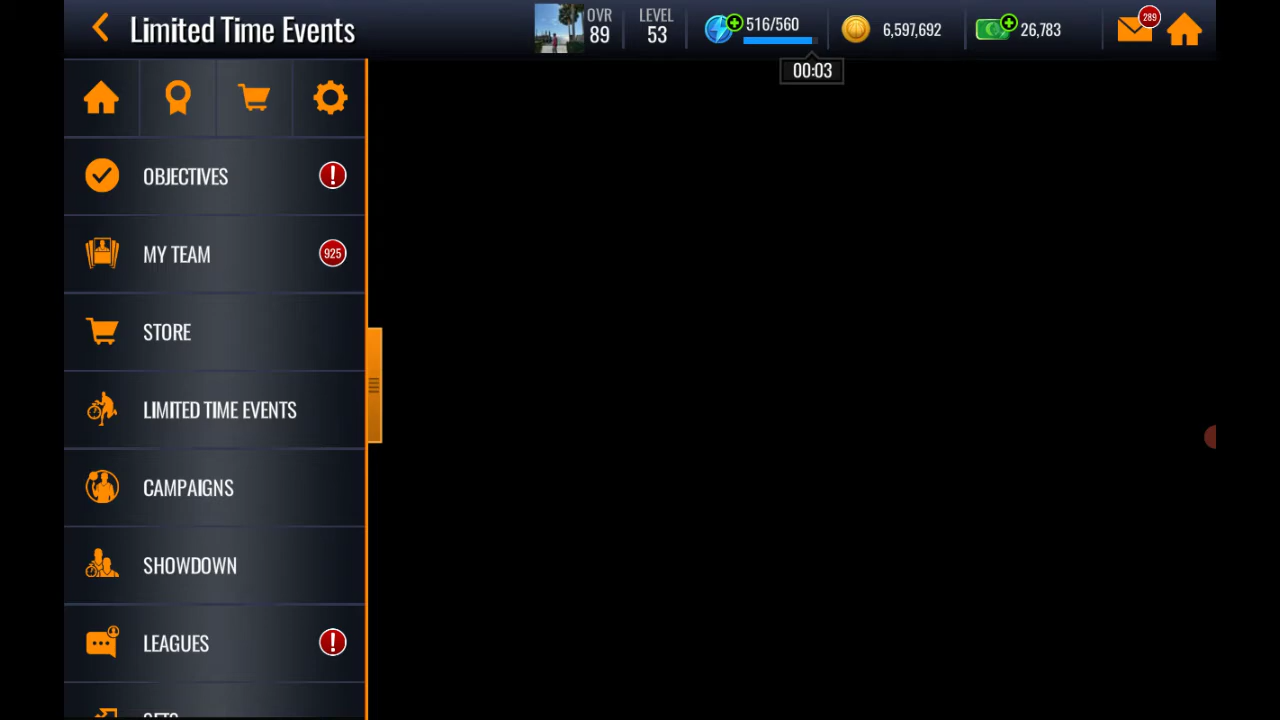 Limited Time Events
OVR
89
LEVEL
53
516/560
6,597,692
26,783
289
00:03
OBJECTIVES
!
MY TEAM
925
STORE
LIMITED TIME EVENTS
CAMPAIGNS
SHOWDOWN
LEAGUES
!